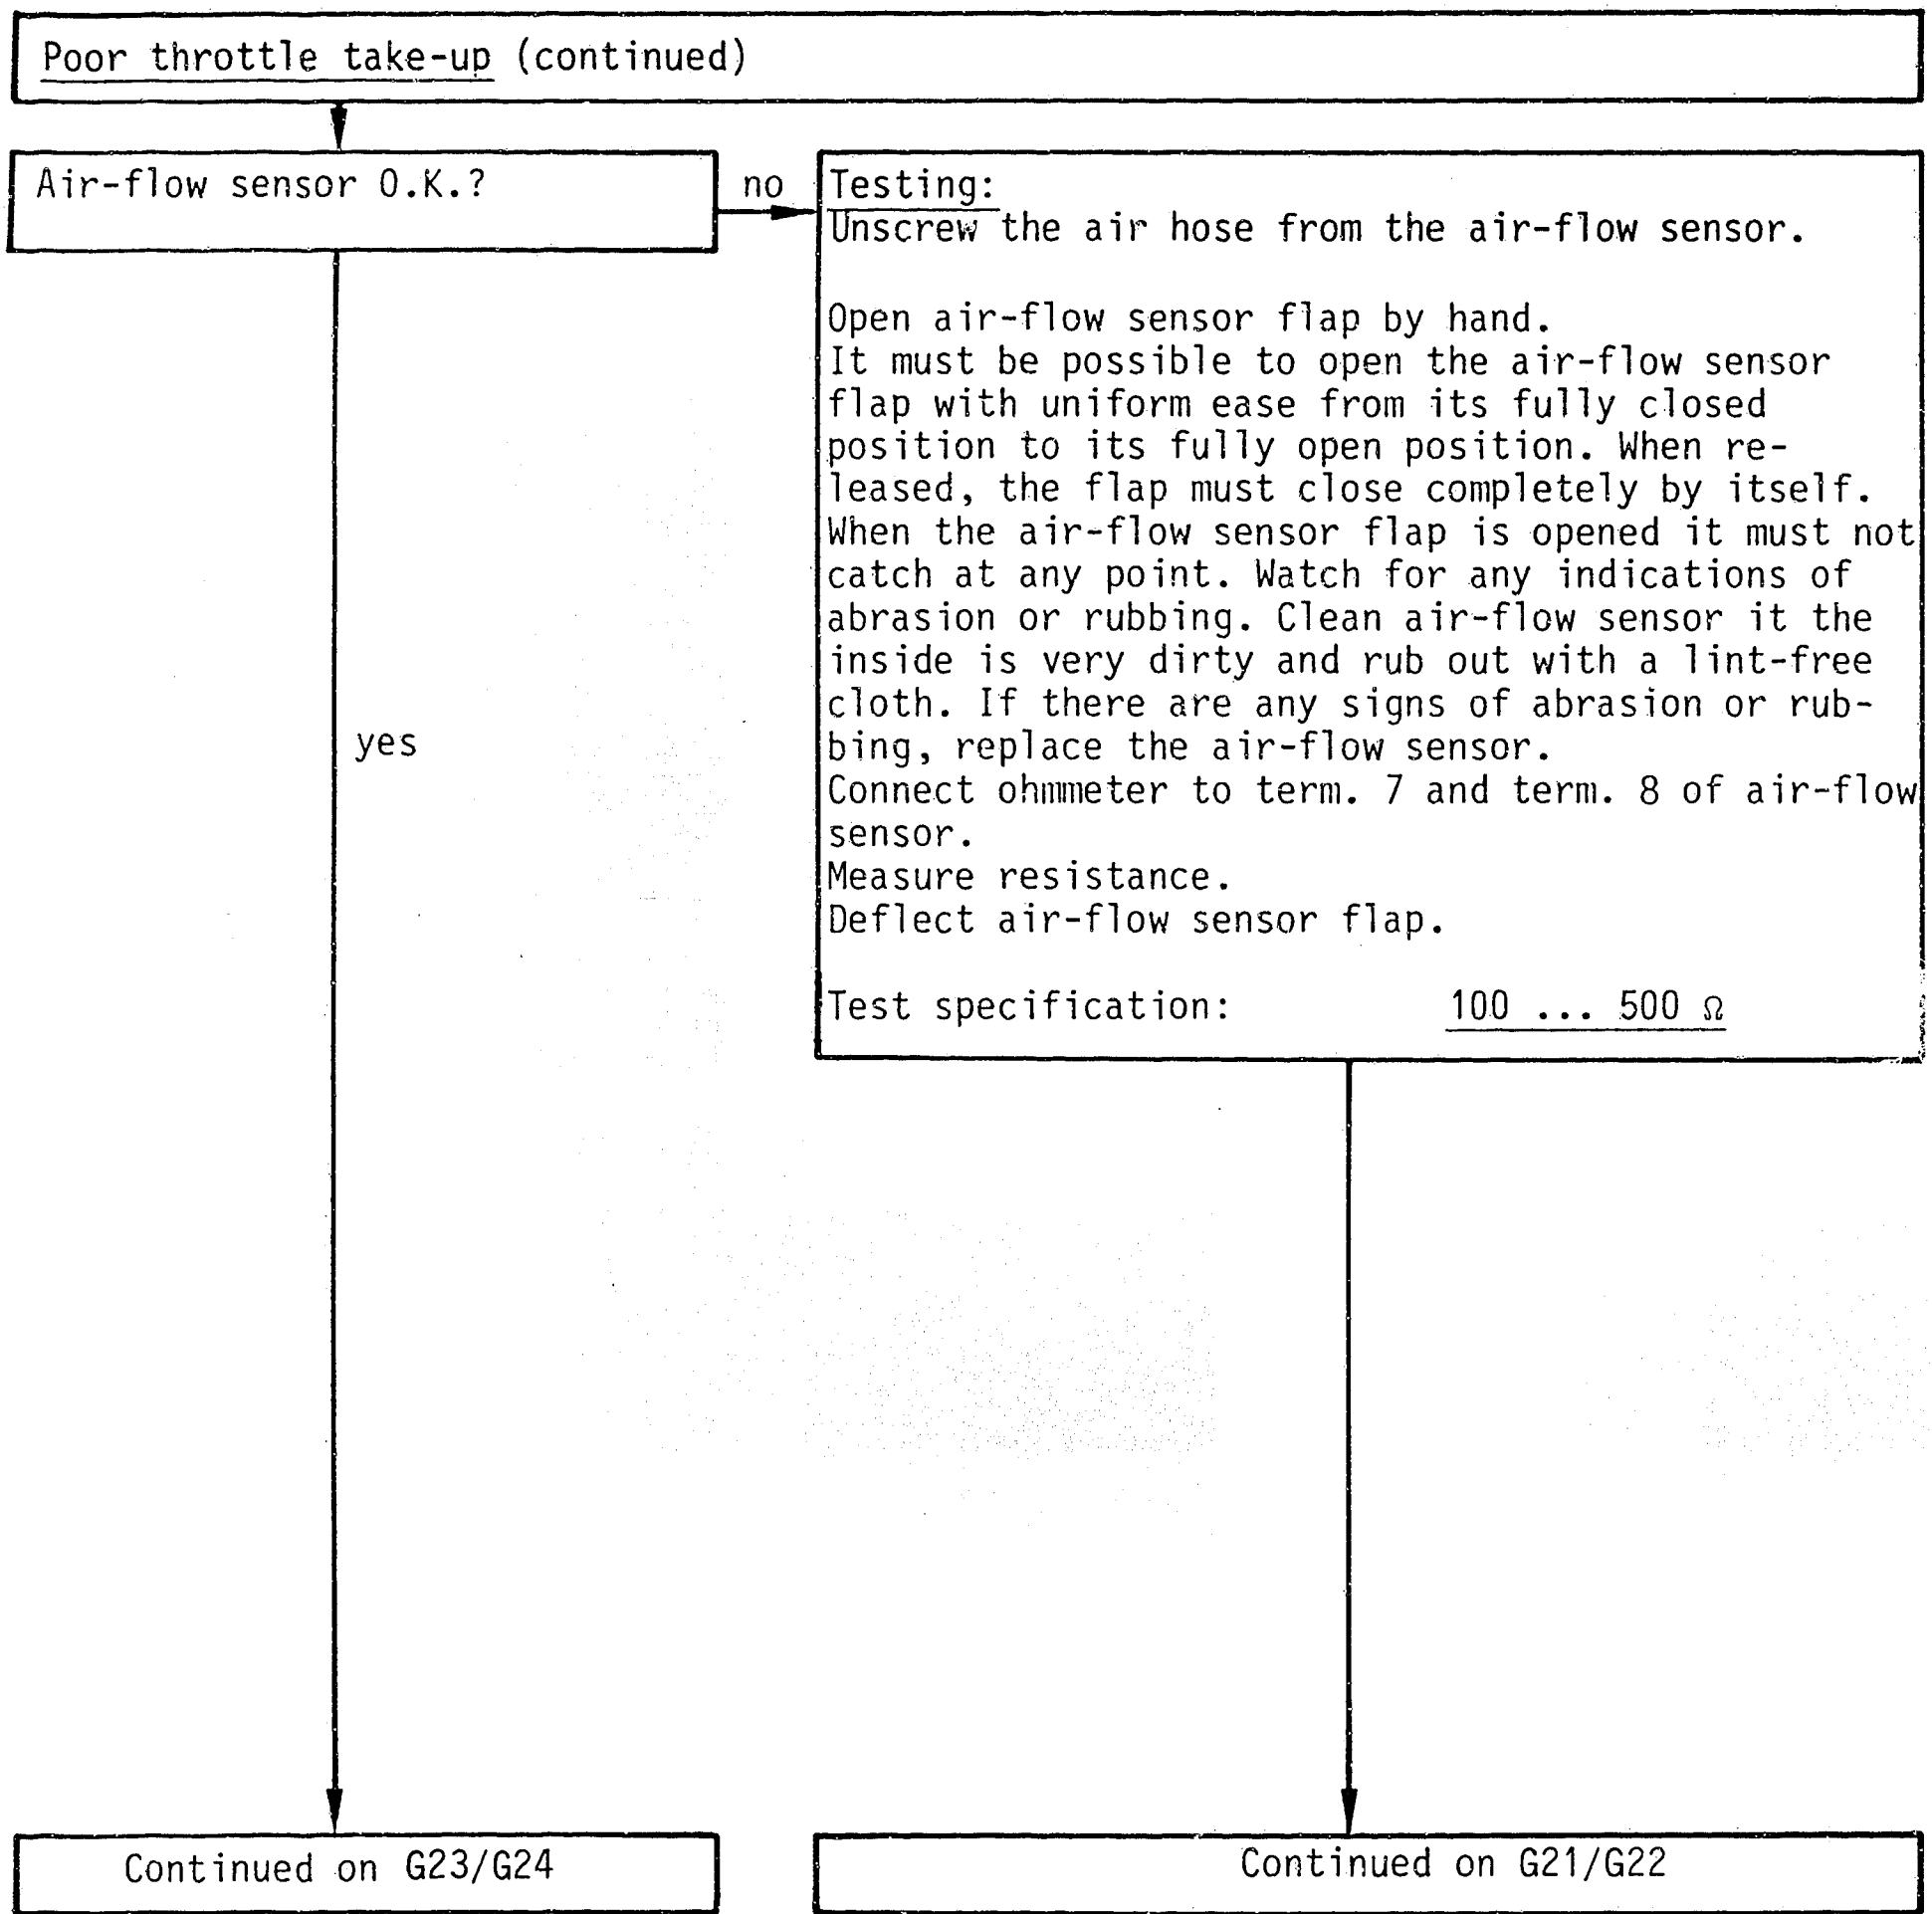 Poor throttle take-up (continued)
Air-flow sensor O.K.?
no
Testing:
Unscrew the air hose from the air-flow sensor.
Open air-flow sensor flap by hand.
It must be possible to open the air-flow sensor
flap with uniform ease from its fully closed
position to its fully open position. When re-
leased, the flap must close completely by itself.
When the air-flow sensor flap is opened it must not
catch at any point. Watch for any indications of
abrasion or rubbing. Clean air-flow sensor it the
inside is very dirty and rub out with a lint-free
cloth. If there are any signs of abrasion or rub-
bing, replace the air-flow sensor.
Connect ohmmeter to term. 7 and term. 8 of air-flow
sensor.
Measure resistance.
Deflect air-flow sensor flap.
Test specification: 100 ... 500 Ω
yes
Continued on G23/G24
Continued on G21/G22